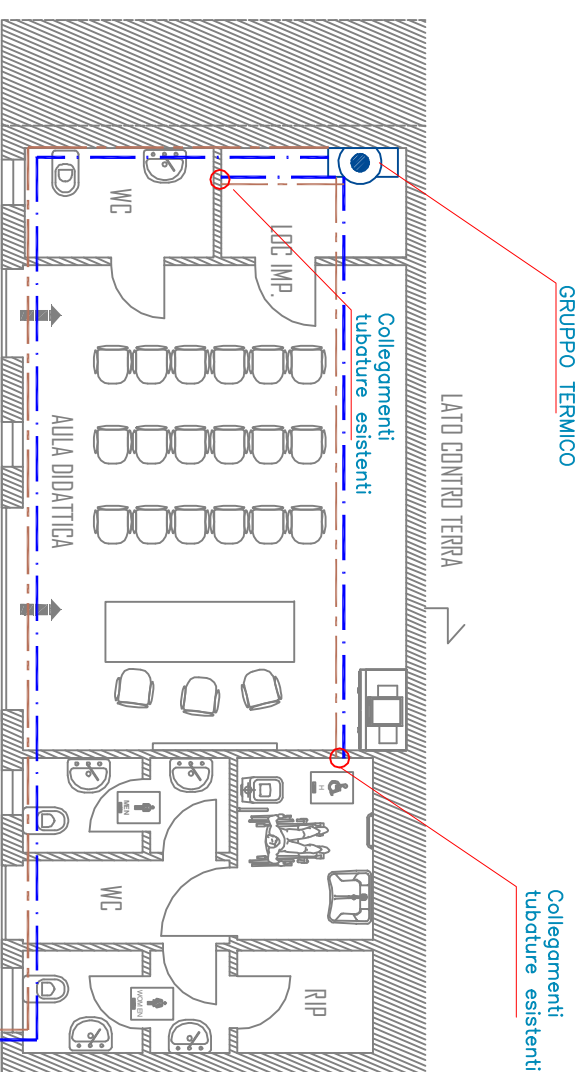 GRUPPO TERMICO
LATO CONTRO TERRA
Collegamenti
tubature esistenti
LOC IMP.
WC
AULA DIDATTICA
Collegamenti
tubature esistenti
H
MEN
WC
WOMEN
RIP